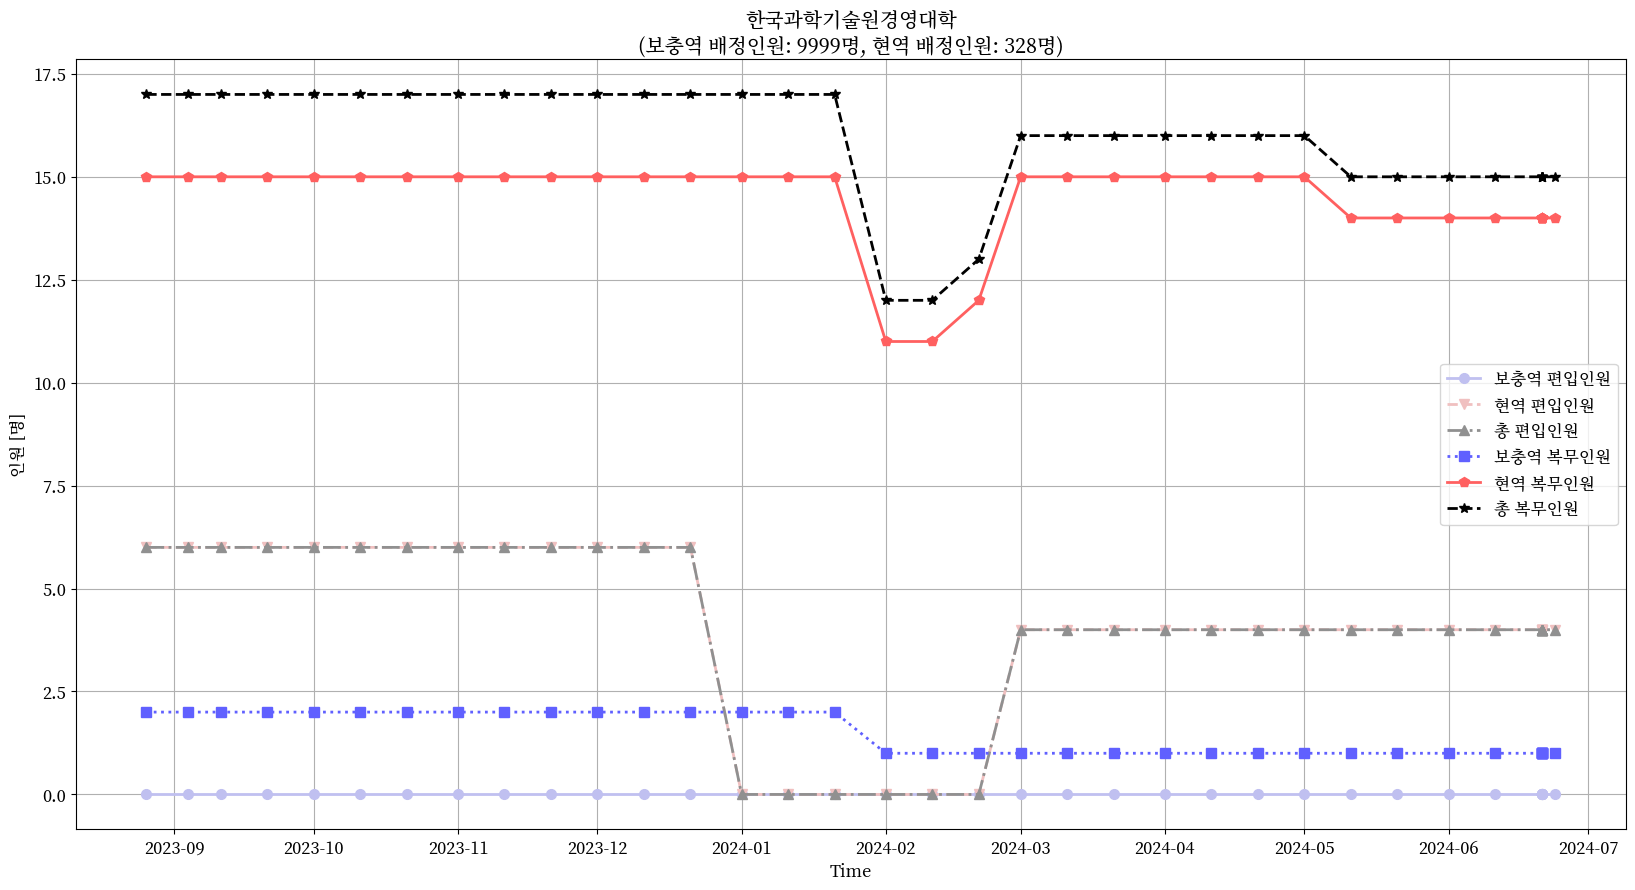 한국과학기술원경영대학
(보충역 배정인원: 9999명, 현역 배정인원: 328명)
17.5
15.0
12.5
10.0
7.5
5.0
2.5
0.0
인원 [명]
보충역 편입인원
현역 편입인원
총 편입인원
보충역 복무인원
현역 복무인원
총 복무인원
2023-09 2023-10 2023-11 2023-12 2024-01 2024-02 2024-03 2024-04 2024-05 2024-06 2024-07
Time